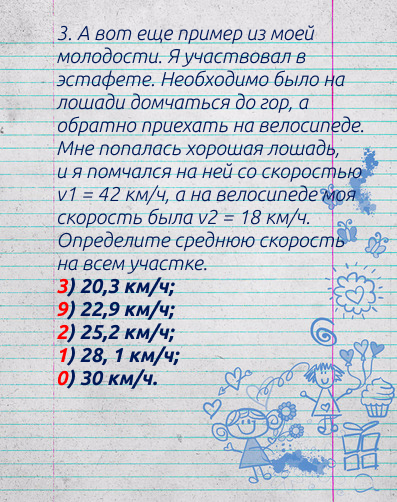 3. А вот еще пример из моей
молодости. Я участвовал в
эстафете. Необходимо было на
лошади домчаться до гор, а
обратно приехать на велосипеде.
Мне попалась хорошая лошадь,
и я помчался на ней со скоростью
v1 = 42 км/ч, а на велосипеде моя
скорость была v2 = 18 км/ч.
Определите среднюю скорость
на всем участке.
3) 20,3 км/ч;
9) 22,9 км/ч;
2) 25,2 км/ч;
1) 28, 1 км/ч;
0) 30 км/ч.